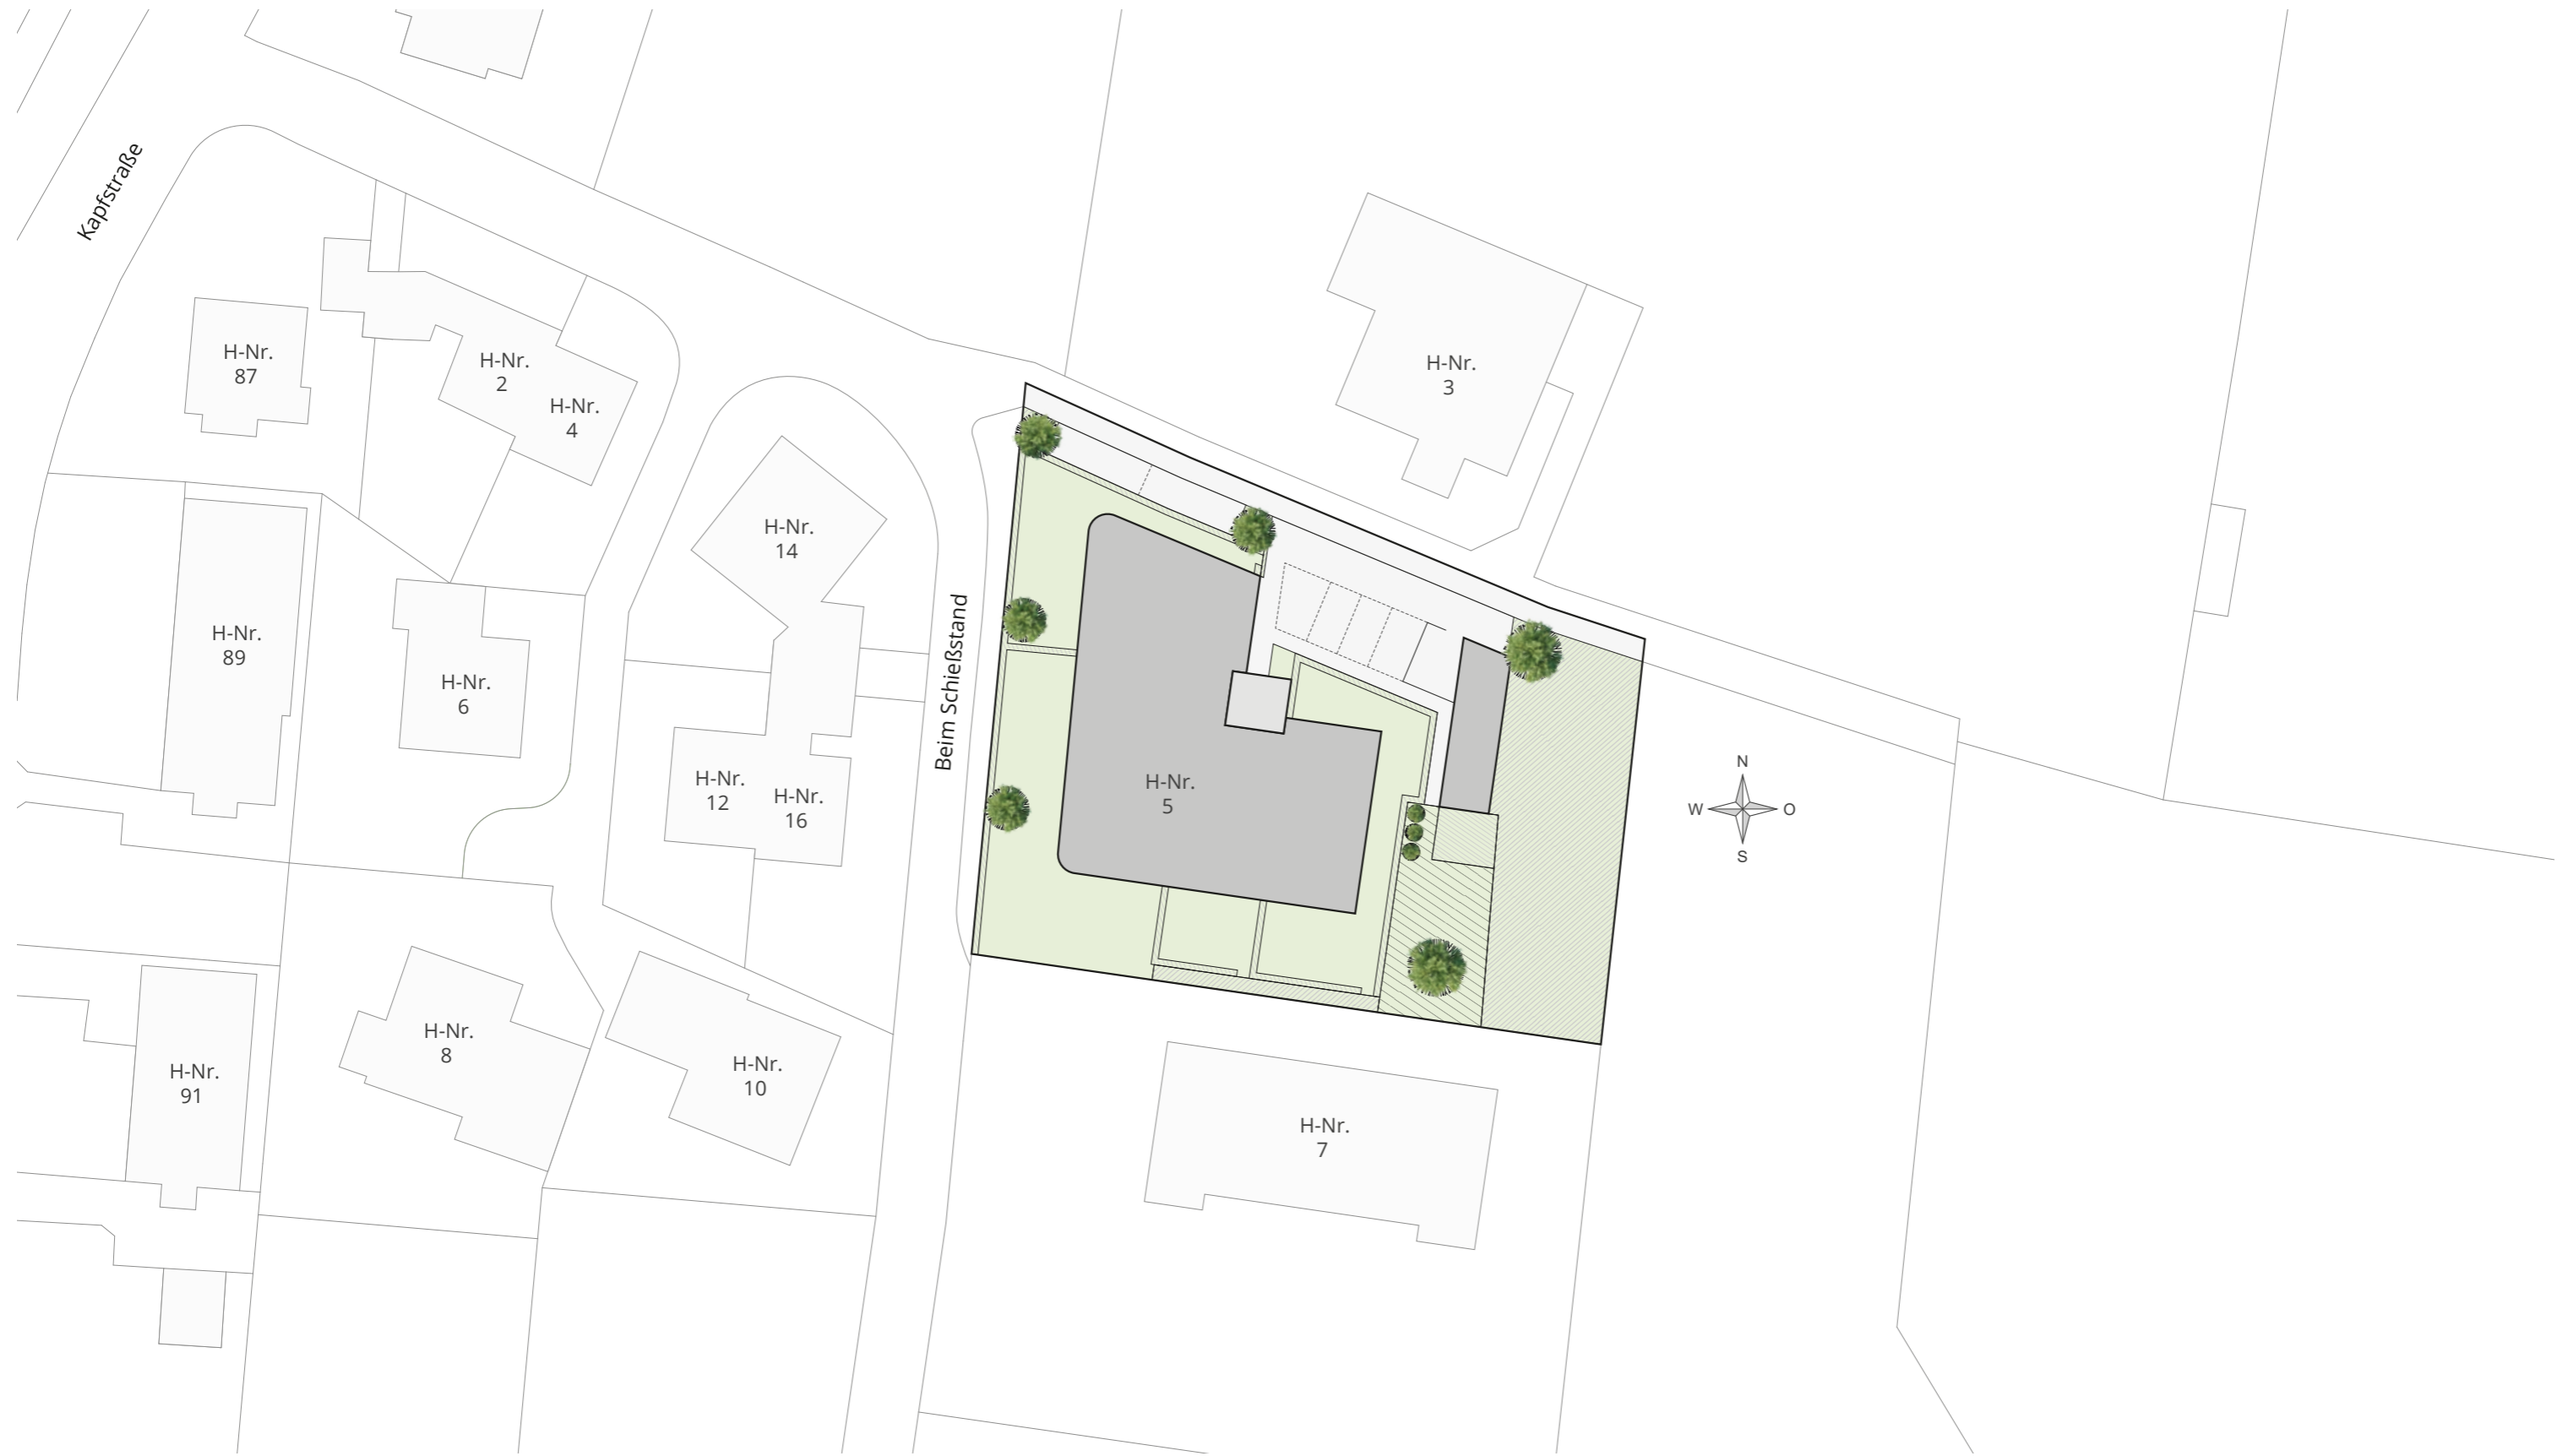 Kapfstraße
H-Nr.
87
H-Nr.
2
H-Nr.
4
H-Nr.
3
H-Nr.
14
H-Nr.
89
H-Nr.
6
Beim Schießstand
H-Nr.
12
H-Nr.
16
H-Nr.
5
N
W
O
S
H-Nr.
8
H-Nr.
10
H-Nr.
91
H-Nr.
7